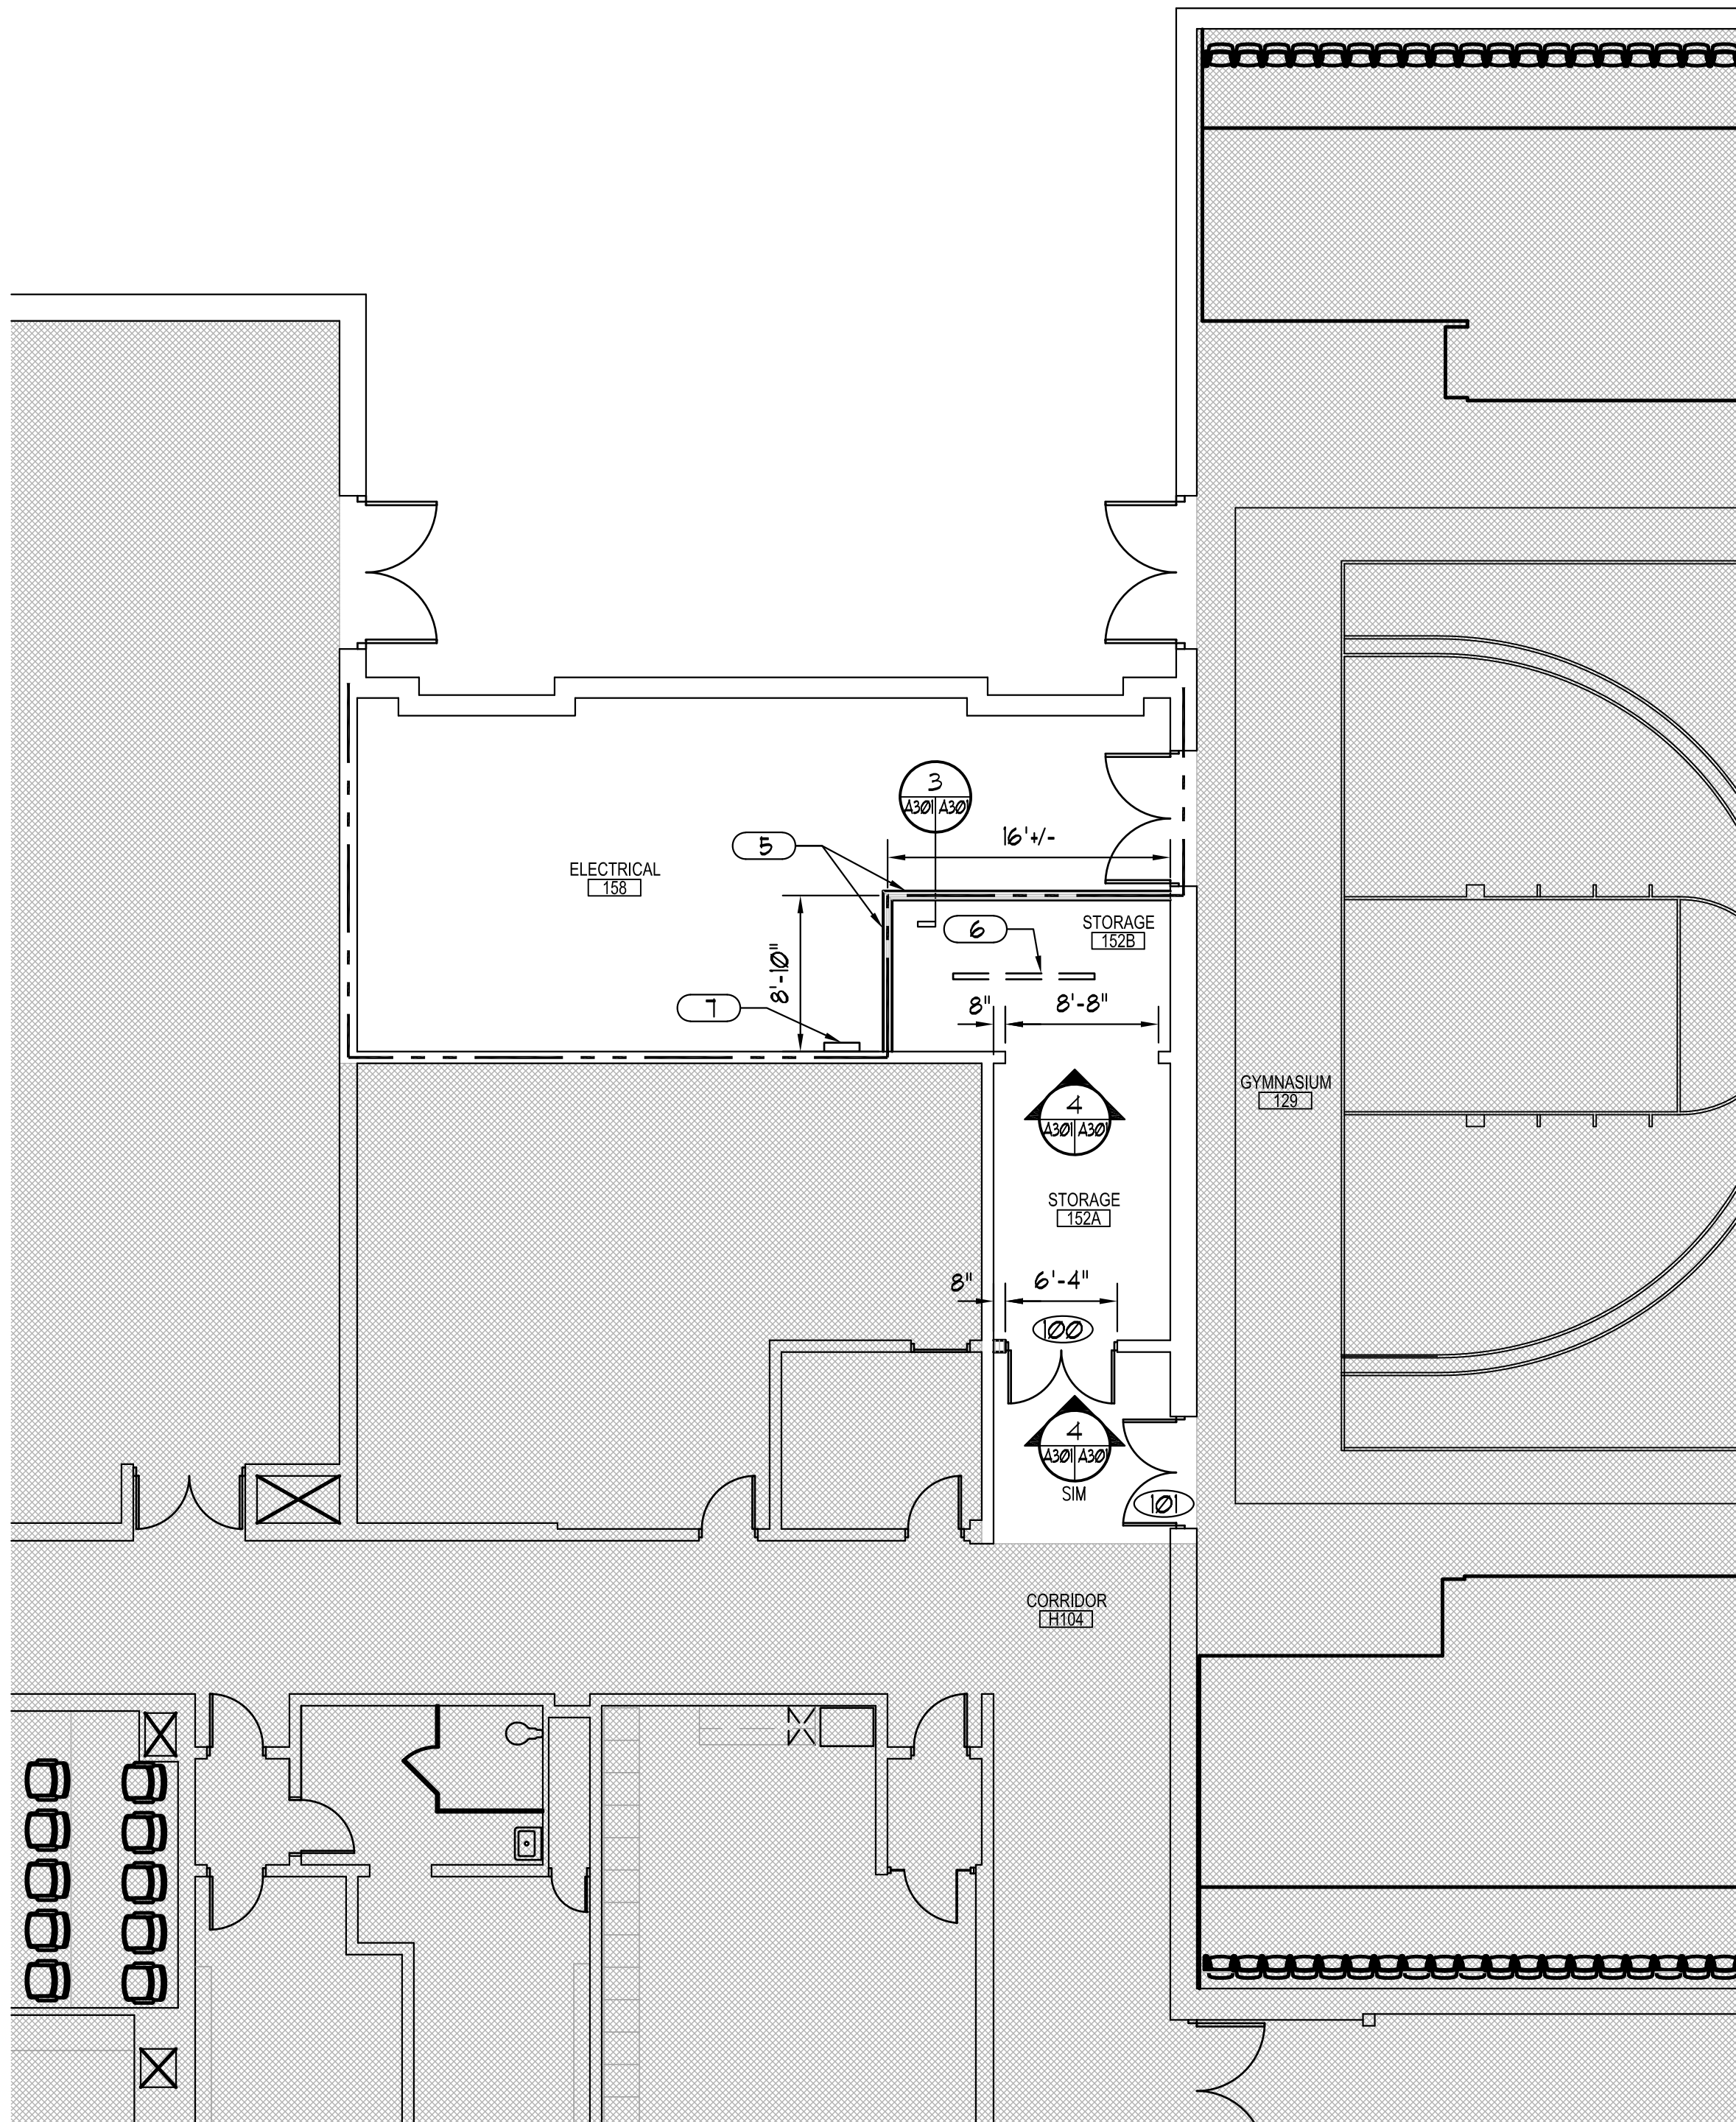 3
A301 A301
16'+/-
5
ELECTRICAL
158
STORAGE
152B
6
8'-10"
8" 8'-8"
7
GYMNASIUM
129
4
A301 A301
STORAGE
152A
8" 6'-4"
100
4
A301 A301
SIM
101
CORRIDOR
H104